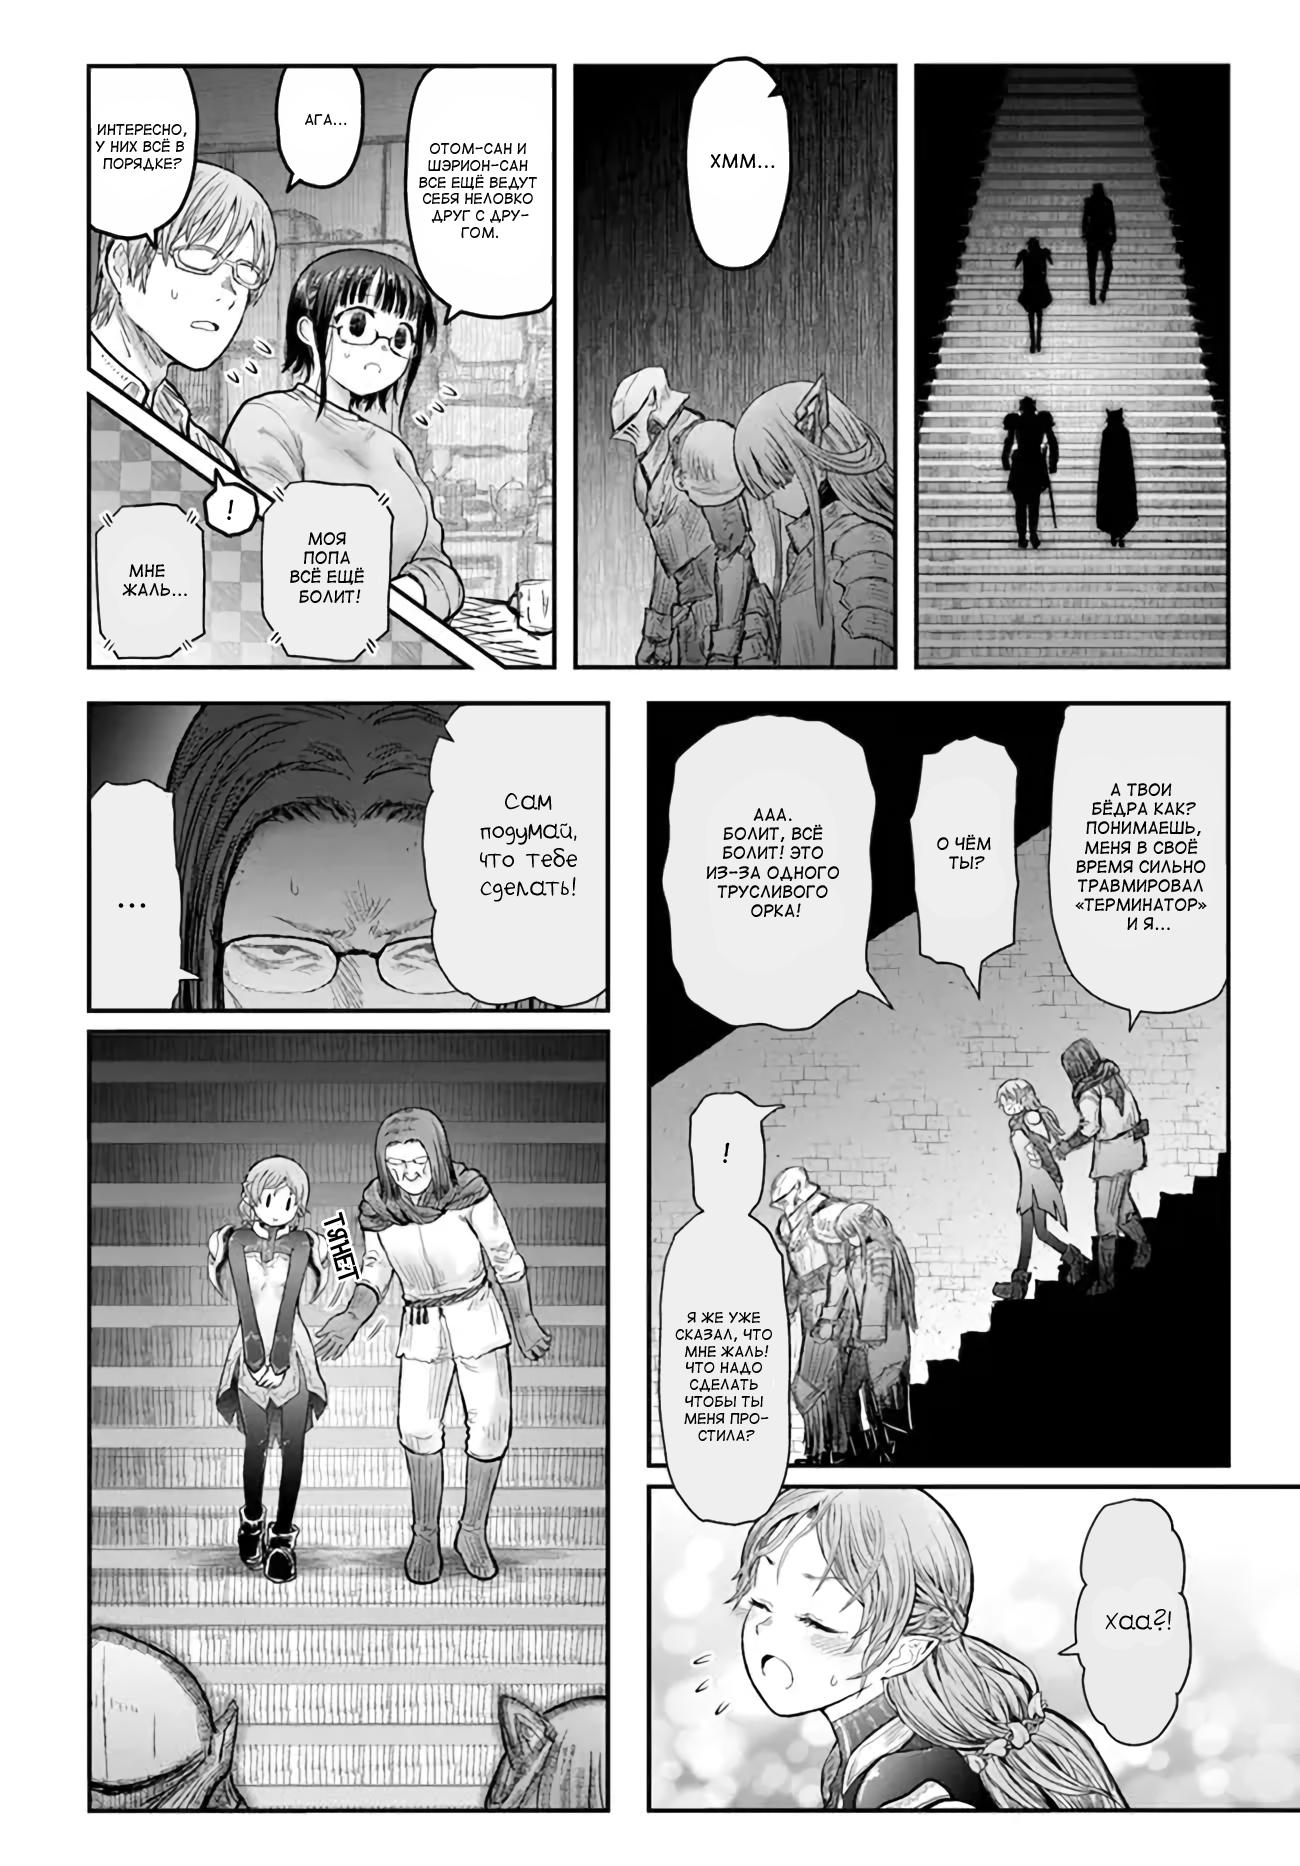 ХММ...
ОТОМ-САН И
ШЭРИОН-САН
ВСЕ ЕЩЁ ВЕДУТ
СЕБЯ НЕЛОВКО
ДРУГ С ДРУ-
ГОМ.
АГА...
ИНТЕРЕСНО,
У НИХ ВСЁ В
ПОРЯДКЕ?
!
МОЯ
ПОПА
ВСЁ ЕЩЁ
БОЛИТ!
МНЕ
ЖАЛЬ...
А ТВОИ
БЁДРА КАК?
ПОНИМАЕШЬ,
МЕНЯ В СВОЁ
ВРЕМЯ СИЛЬНО
ТРАВМИРОВАЛ
«ТЕРМИНАТОР»
И Я...
О ЧЁМ
ТЫ?
ААА.
БОЛИТ, ВСЁ
БОЛИТ! ЭТО
ИЗ-ЗА ОДНОГО
ТРУСЛИВОГО
ОРКА!
!
Я ЖЕ УЖЕ
СКАЗАЛ, ЧТО
МНЕ ЖАЛЬ!
ЧТО НАДО
СДЕЛАТЬ
ЧТОБЫ ТЫ
МЕНЯ ПРО-
СТИЛА?
Хаа?!
Сам
подумай,
что тебе
сделать!
...
ТЯНЕТ